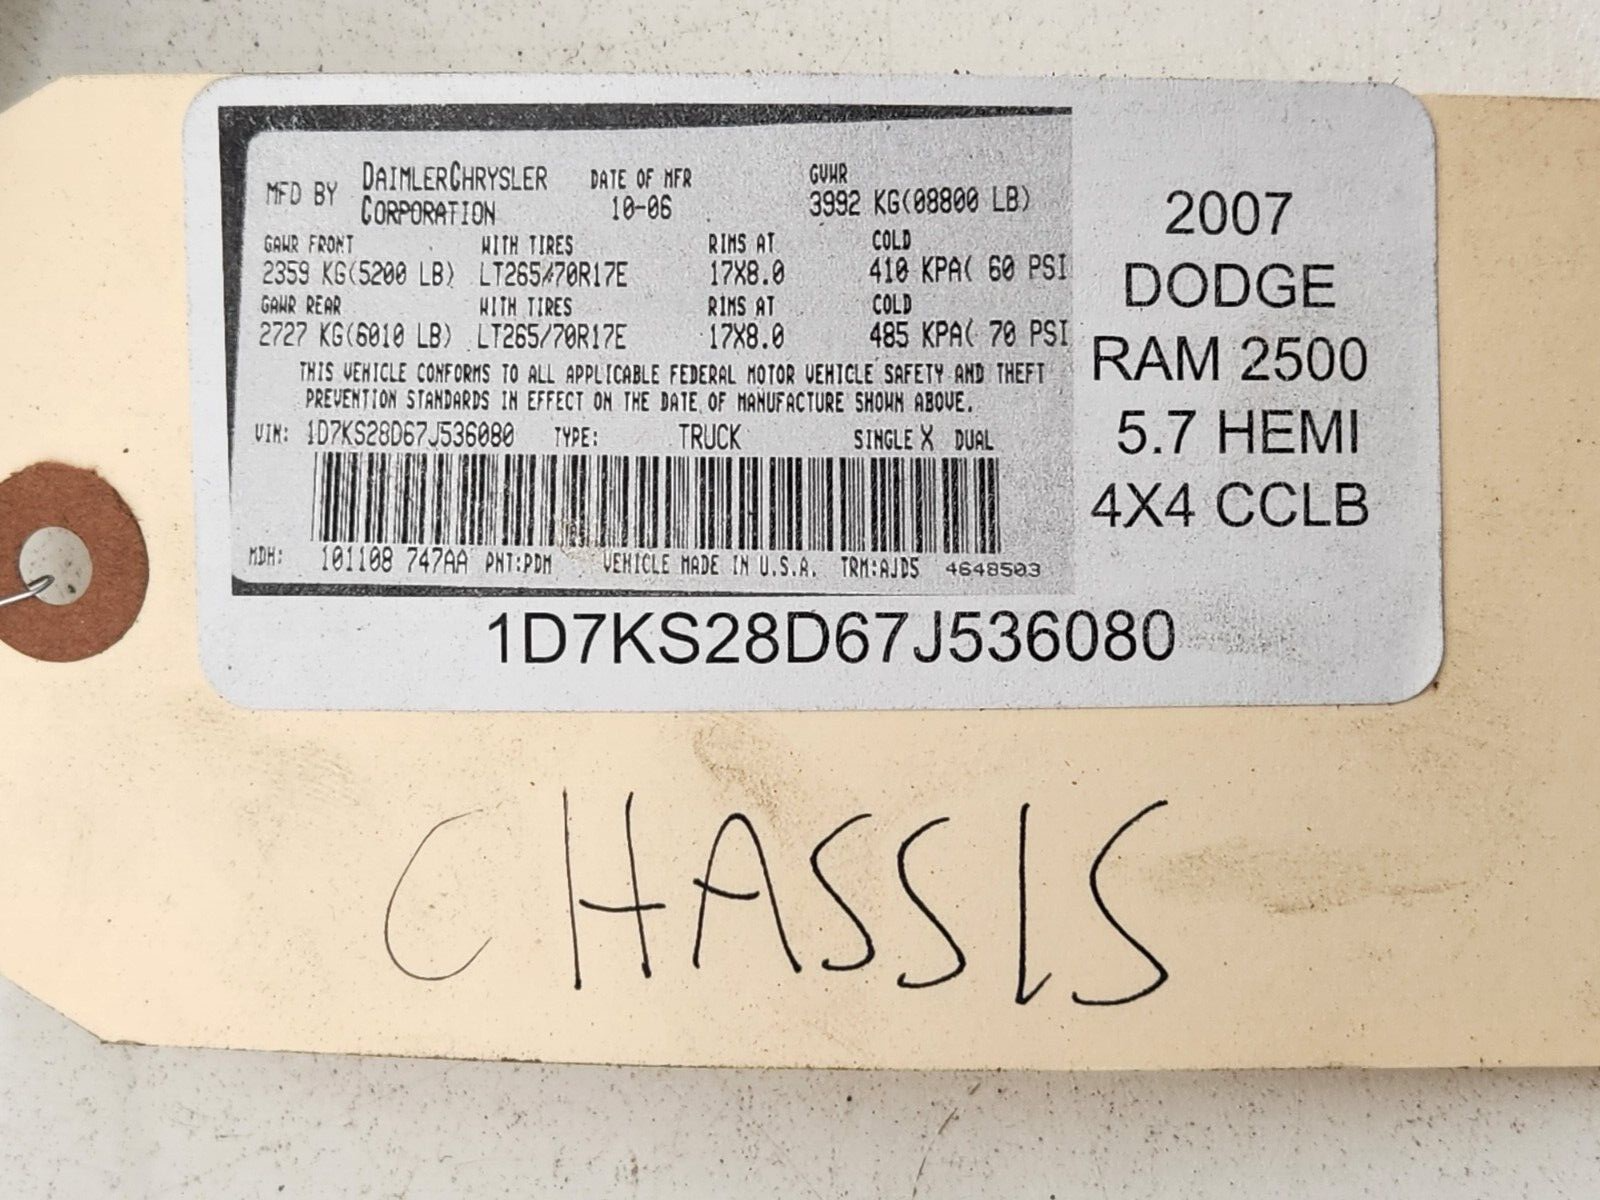 MFD BY DAIMLERCHRYSLER CORPORATION DATE OF MFR 10-06 GVWR 3992 KG(08800 LB)
GAWR FRONT WITH TIRES RIMS AT COLD
2359 KG(5200 LB) LT265/70R17E 17X8.0 410 KPA( 60 PSI
GAWR REAR WITH TIRES RIMS AT COLD
2727 KG(6010 LB) LT265/70R17E 17X8.0 485 KPA( 70 PSI
THIS VEHICLE CONFORMS TO ALL APPLICABLE FEDERAL MOTOR VEHICLE SAFETY AND THEFT
PREVENTION STANDARDS IN EFFECT ON THE DATE OF MANUFACTURE SHOWN ABOVE.
VIN: 1D7KS28D67J536080 TYPE: TRUCK SINGLE X DUAL
MDH: 101108 747AA PNT:PDM VEHICLE MADE IN U.S.A. TRM:AJD5 4648503
2007
DODGE
RAM 2500
5.7 HEMI
4X4 CCLB
1D7KS28D67J536080
CHASSIS